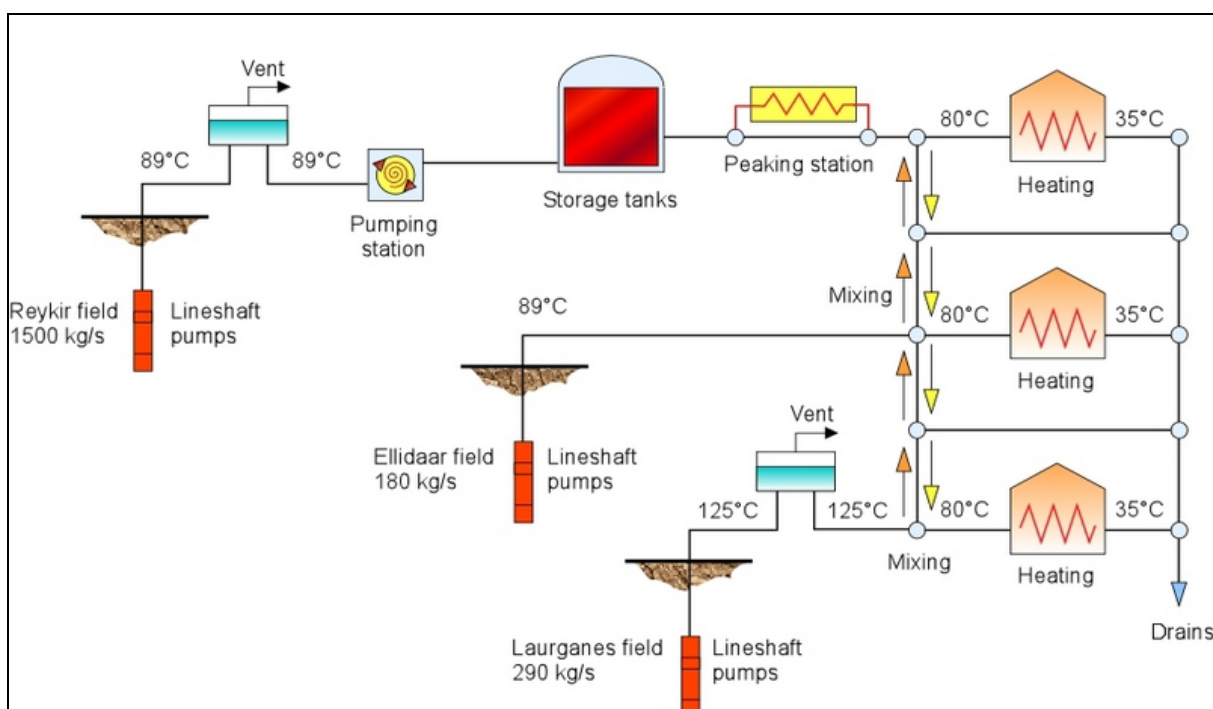 Vent
89°C
89°C
Pumping
station
Storage tanks
Peaking station
80°C
35°C
Heating
Reykir field
1500 kg/s
Lineshaft
pumps
89°C
Mixing
80°C
35°C
Heating
Ellidaar field
180 kg/s
Lineshaft
pumps
Vent
125°C
125°C
80°C
35°C
Mixing
Heating
Drains
Laurganes field
290 kg/s
Lineshaft
pumps